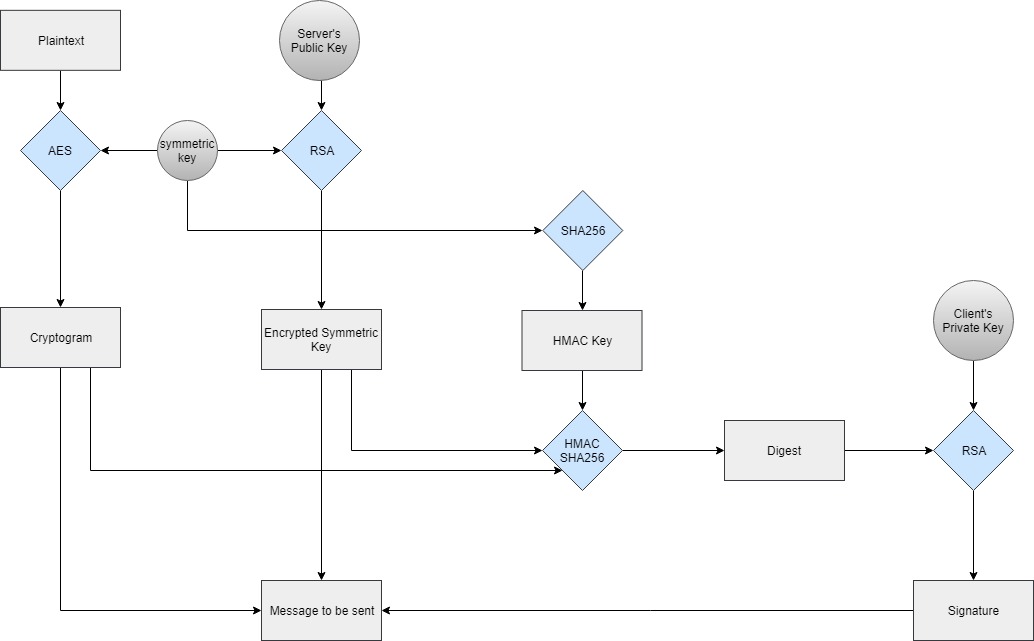 Plaintext
Server's
Public Key
AES
symmetric
key
RSA
SHA256
Cryptogram
Encrypted Symmetric
Key
HMAC Key
Client's
Private Key
HMAC
SHA256
Digest
RSA
Message to be sent
Signature